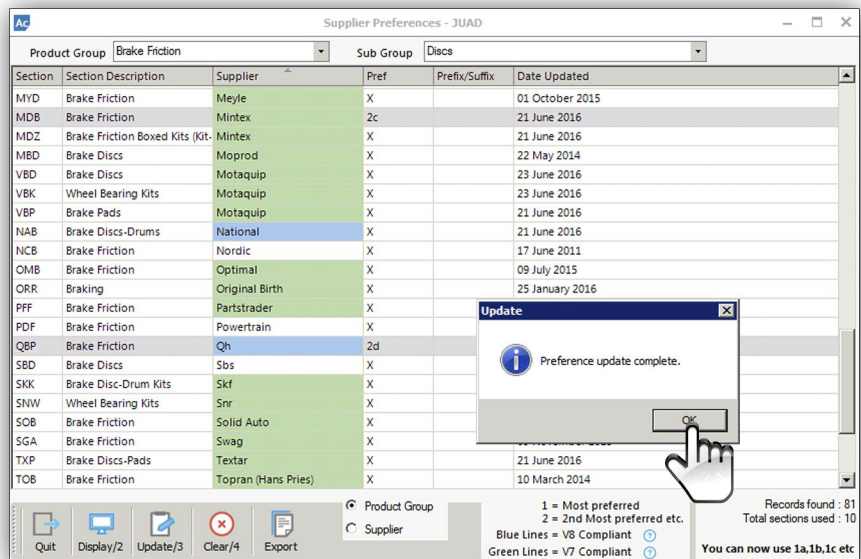 Ac Supplier Preferences - JUAD
Product Group Brake Friction Sub Group Discs
Section Section Description Supplier Pref Prefix/Suffix Date Updated
MYD Brake Friction Meyle X 01 October 2015
MDB Brake Friction Mintex 2c 21 June 2016
MDZ Brake Friction Boxed Kits (Kit- Mintex X 21 June 2016
MBD Brake Discs Moprod X 22 May 2014
VBD Brake Discs Motaquip X 23 June 2016
VBK Wheel Bearing Kits Motaquip X 23 June 2016
VBP Brake Pads Motaquip X 21 June 2016
NAB Brake Discs-Drums National X 21 June 2016
NCB Brake Friction Nordic X 17 June 2011
OMB Brake Friction Optimal X 09 July 2015
ORR Braking Original Birth X 25 January 2016
PFF Brake Friction Partstrader X
PDF Brake Friction Powertrain X
QBP Brake Friction Qh 2d
SBD Brake Discs Sbs X
SKK Brake Disc-Drum Kits Skf X
SNW Wheel Bearing Kits Snr X
SOB Brake Friction Solid Auto X
SGA Brake Friction Swag X
TXP Brake Discs-Pads Textar X 21 June 2016
TOB Brake Friction Topran (Hans Pries) X 10 March 2014
Update
Preference update complete.
OK
Quit Display/2 Update/3 Clear/4 Export
Product Group
Supplier
1 = Most preferred
2 = 2nd Most preferred etc.
Blue Lines = V8 Compliant ?
Green Lines = V7 Compliant ?
Records found : 81
Total sections used : 10
You can now use 1a,1b,1c etc